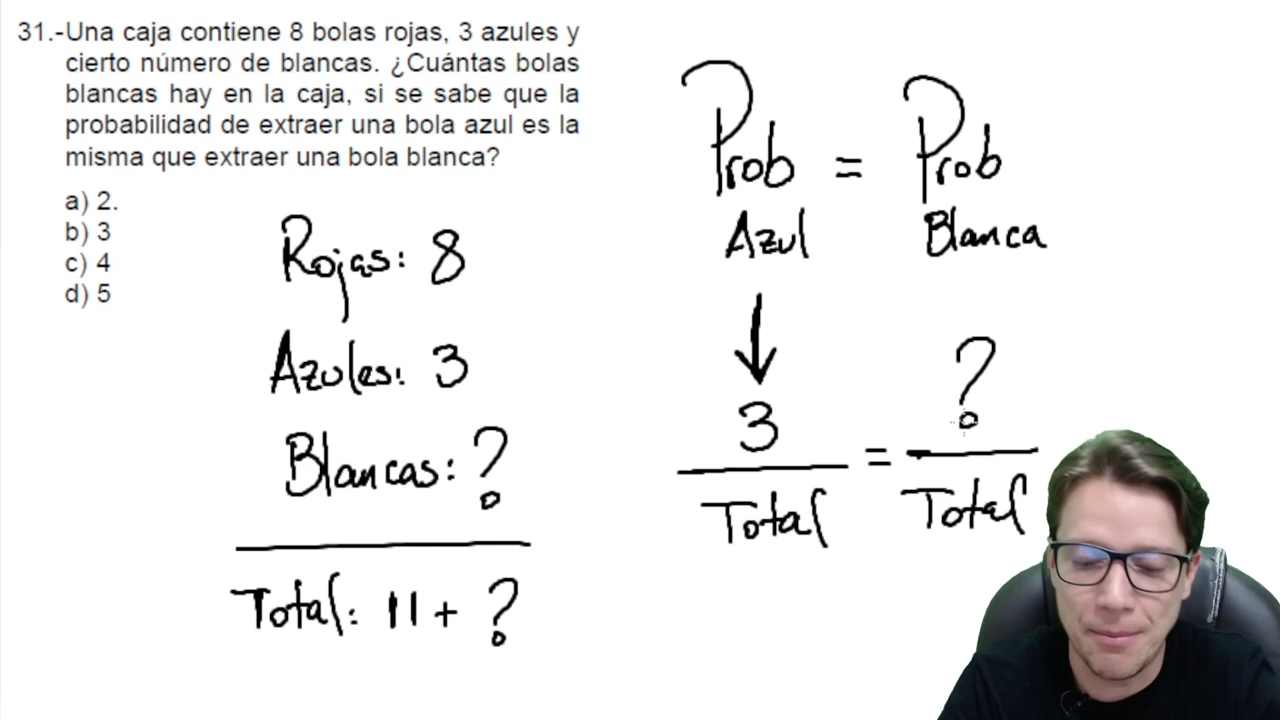 31.-Una caja contiene 8 bolas rojas, 3 azules y
cierto número de blancas. ¿Cuántas bolas
blancas hay en la caja, si se sabe que la
probabilidad de extraer una bola azul es la
misma que extraer una bola blanca?
a) 2.
b) 3
c) 4
d) 5
Rojas: 8
Azules: 3
Blancas: ?
Total: 11 + ?
Prob = Prob
Azul Blanca
3 = ?
Total Total